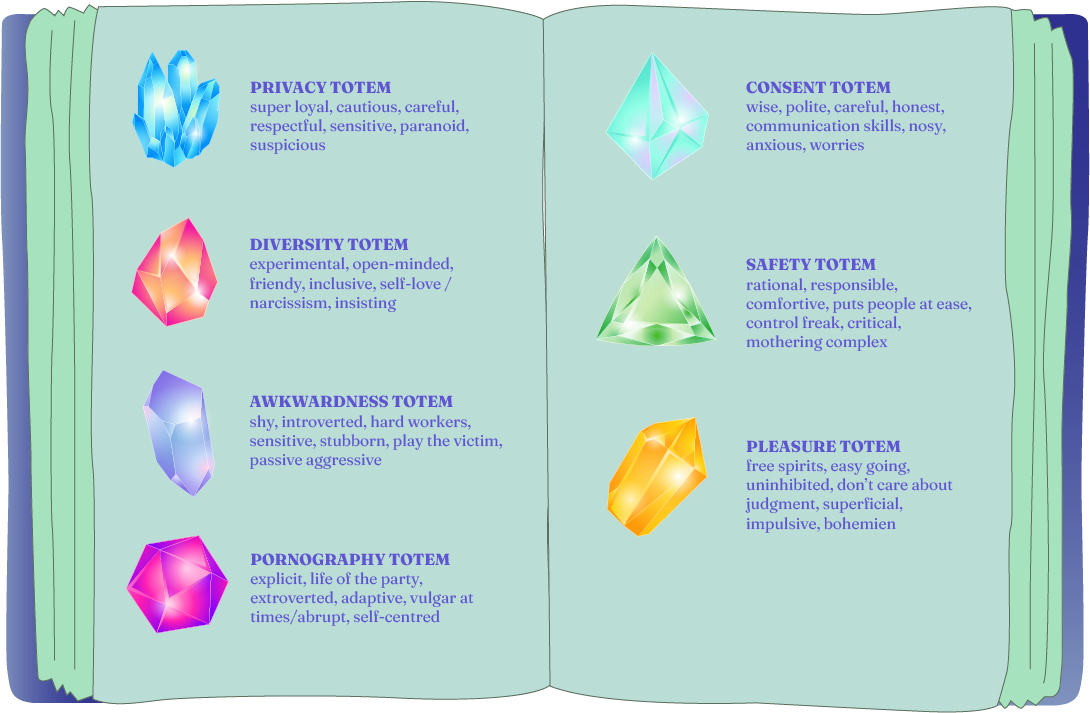 PRIVACY TOTEM
super loyal, cautious, careful,
respectful, sensitive, paranoid,
suspicious
DIVERSITY TOTEM
experimental, open-minded,
friendy, inclusive, self-love /
narcissism, insisting
AWKWARDNESS TOTEM
shy, introverted, hard workers,
sensitive, stubborn, play the victim,
passive aggressive
PORNOGRAPHY TOTEM
explicit, life of the party,
extroverted, adaptive, vulgar at
times/abrupt, self-centred
CONSENT TOTEM
wise, polite, careful, honest,
communication skills, nosy,
anxious, worries
SAFETY TOTEM
rational, responsible,
comfortive, puts people at ease,
control freak, critical,
mothering complex
PLEASURE TOTEM
free spirits, easy going,
uninhibited, don't care about
judgment, superficial,
impulsive, bohemien